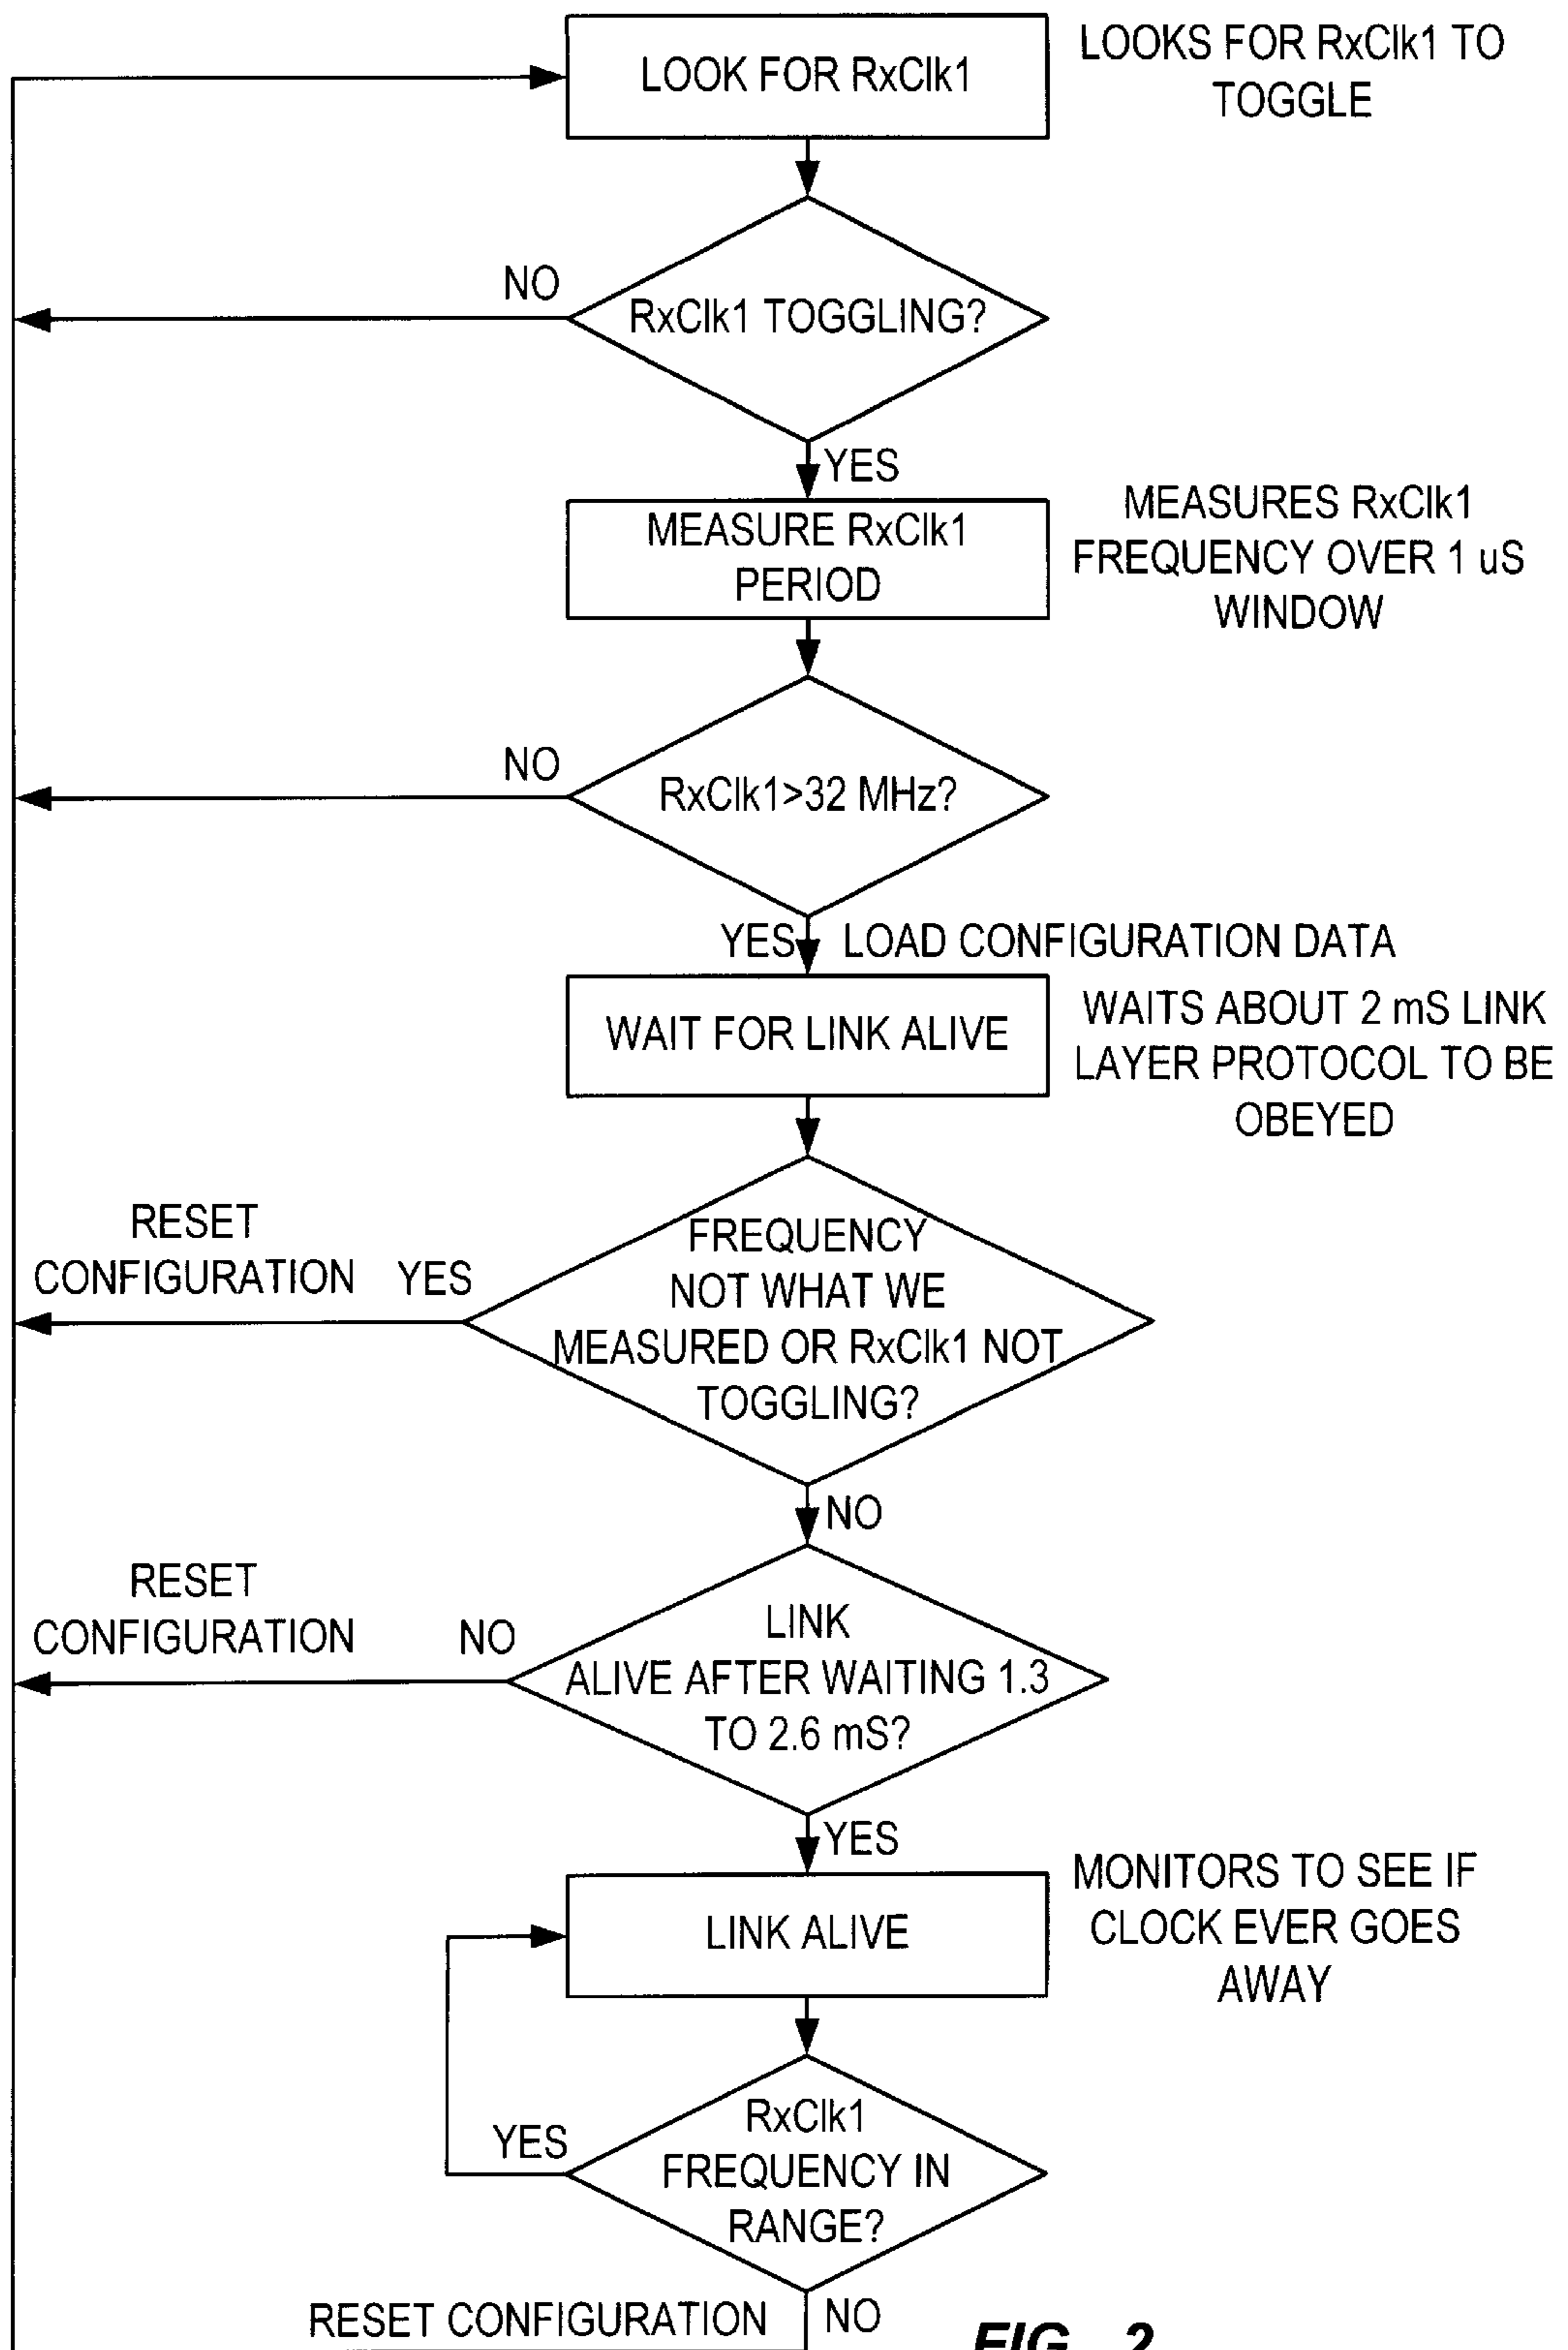 LOOK FOR RxClk1
LOOKS FOR RxClk1 TO
TOGGLE
NO
RxClk1 TOGGLING?
YES
MEASURE RxClk1
PERIOD
MEASURES RxClk1
FREQUENCY OVER 1 uS
WINDOW
NO
RxClk1>32 MHz?
YES
LOAD CONFIGURATION DATA
WAIT FOR LINK ALIVE
WAITS ABOUT 2 mS LINK
LAYER PROTOCOL TO BE
OBEYED
RESET
CONFIGURATION
YES
FREQUENCY
NOT WHAT WE
MEASURED OR RxClk1 NOT
TOGGLING?
NO
RESET
CONFIGURATION
NO
LINK
ALIVE AFTER WAITING 1.3
TO 2.6 mS?
YES
LINK ALIVE
MONITORS TO SEE IF
CLOCK EVER GOES
AWAY
YES
RxClk1
FREQUENCY IN
RANGE?
RESET CONFIGURATION
NO
FIG._2